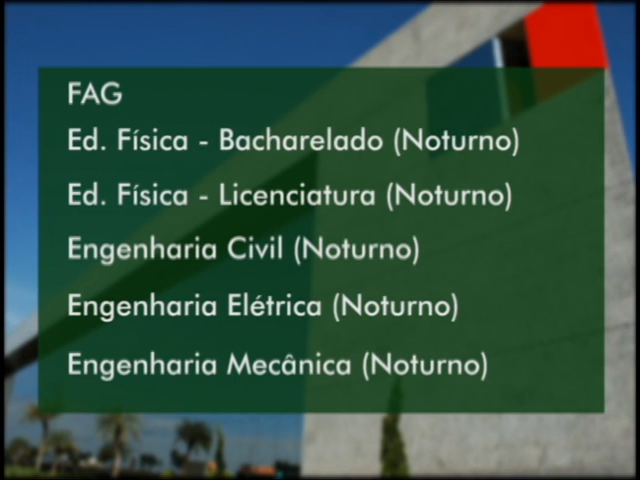 FAG
Ed. Física - Bacharelado (Noturno)
Ed. Física - Licenciatura (Noturno)
Engenharia Civil (Noturno)
Engenharia Elétrica (Noturno)
Engenharia Mecânica (Noturno)